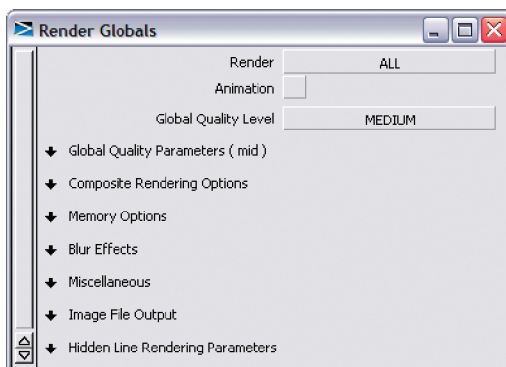 Render Globals
Render ALL
Animation
Global Quality Level MEDIUM
Global Quality Parameters ( mid )
Composite Rendering Options
Memory Options
Blur Effects
Miscellaneous
Image File Output
Hidden Line Rendering Parameters